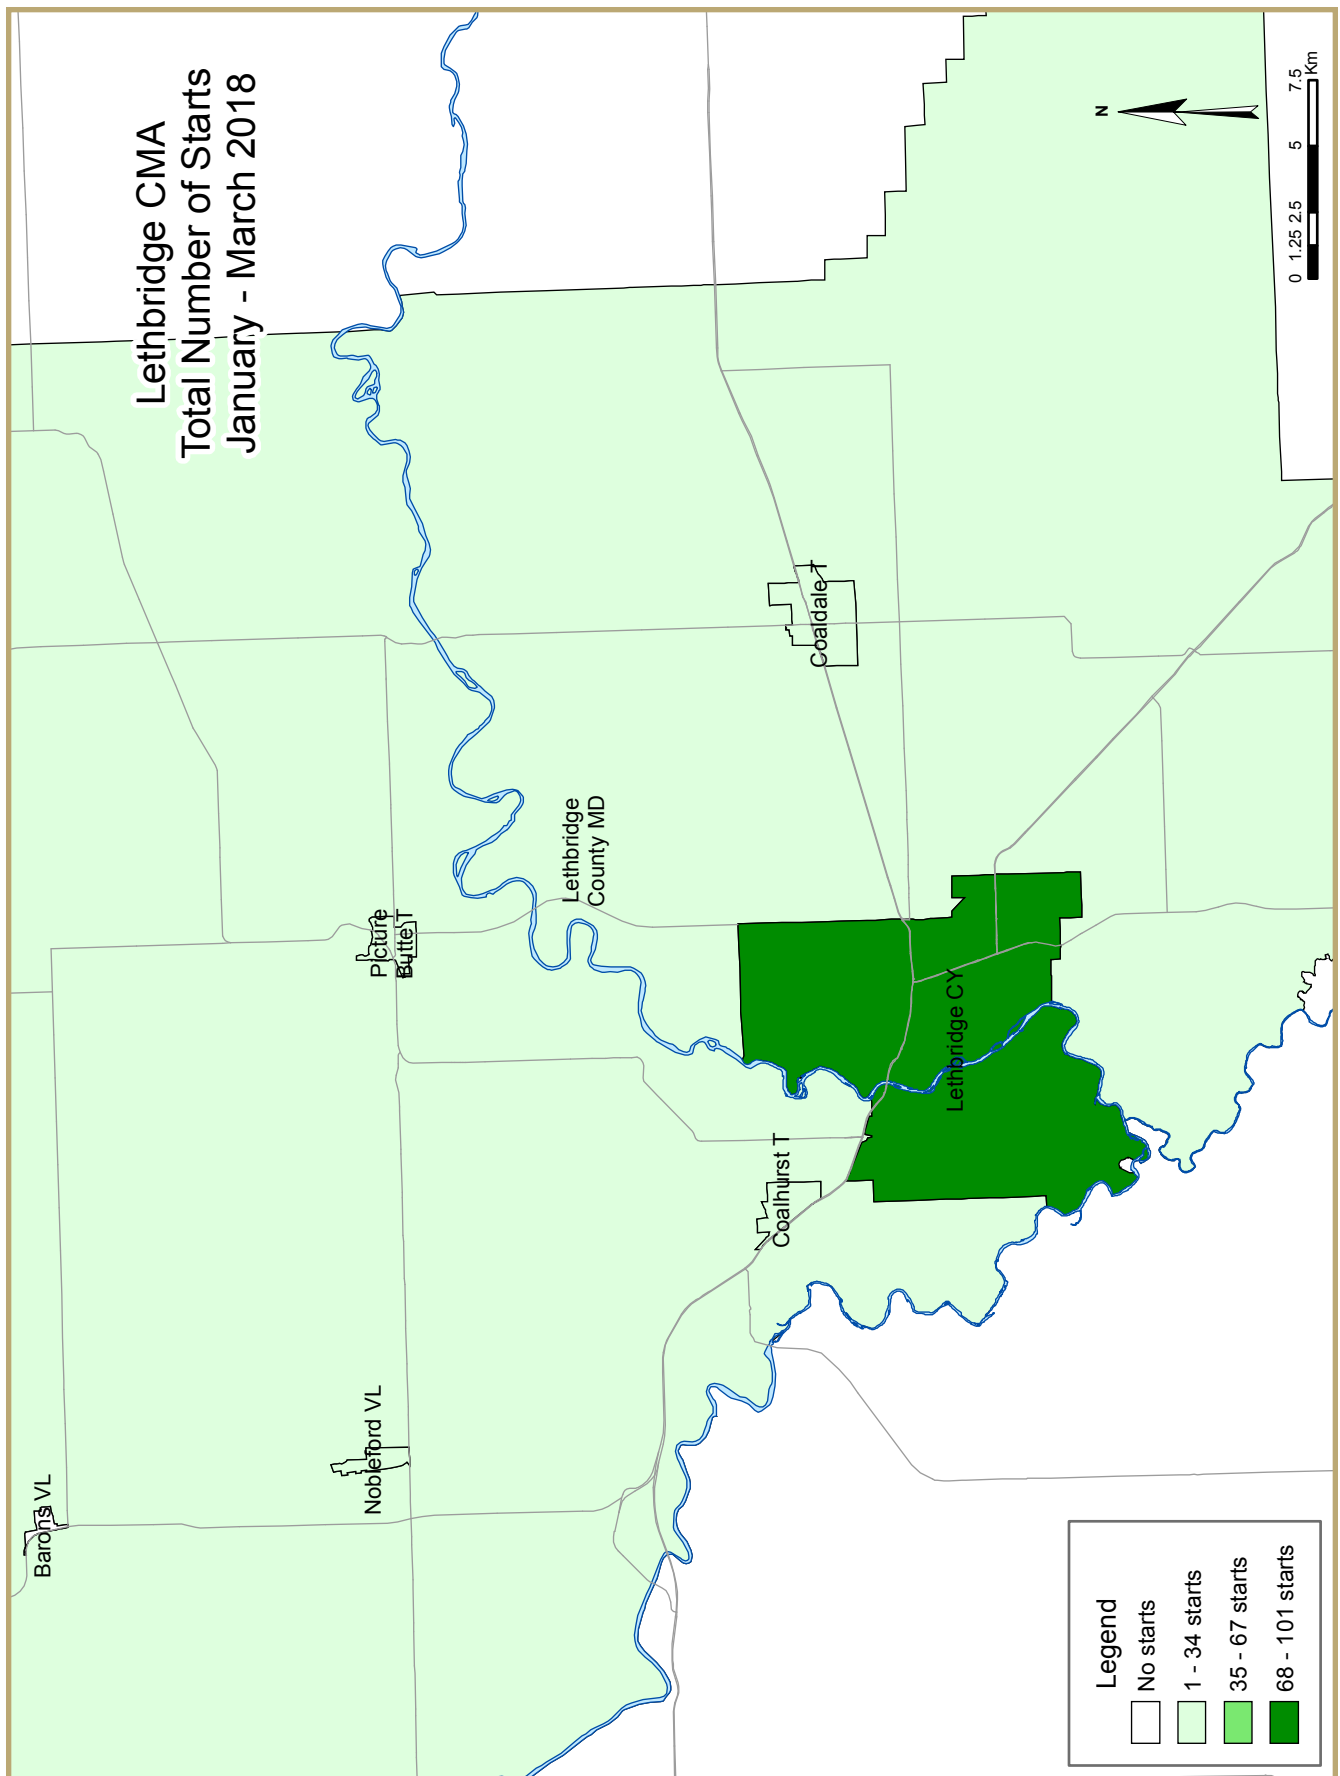 Lethbridge CMA
Total Number of Starts
January - March 2018
Barons VL
Nobleford VL
Picture
Butte T
Lethbridge
County MD
Coalhurst T
Coaldale T
Lethbridge CY
N
0 1.25 2.5 5 7.5
Km
Legend
No starts
1 - 34 starts
35 - 67 starts
68 - 101 starts